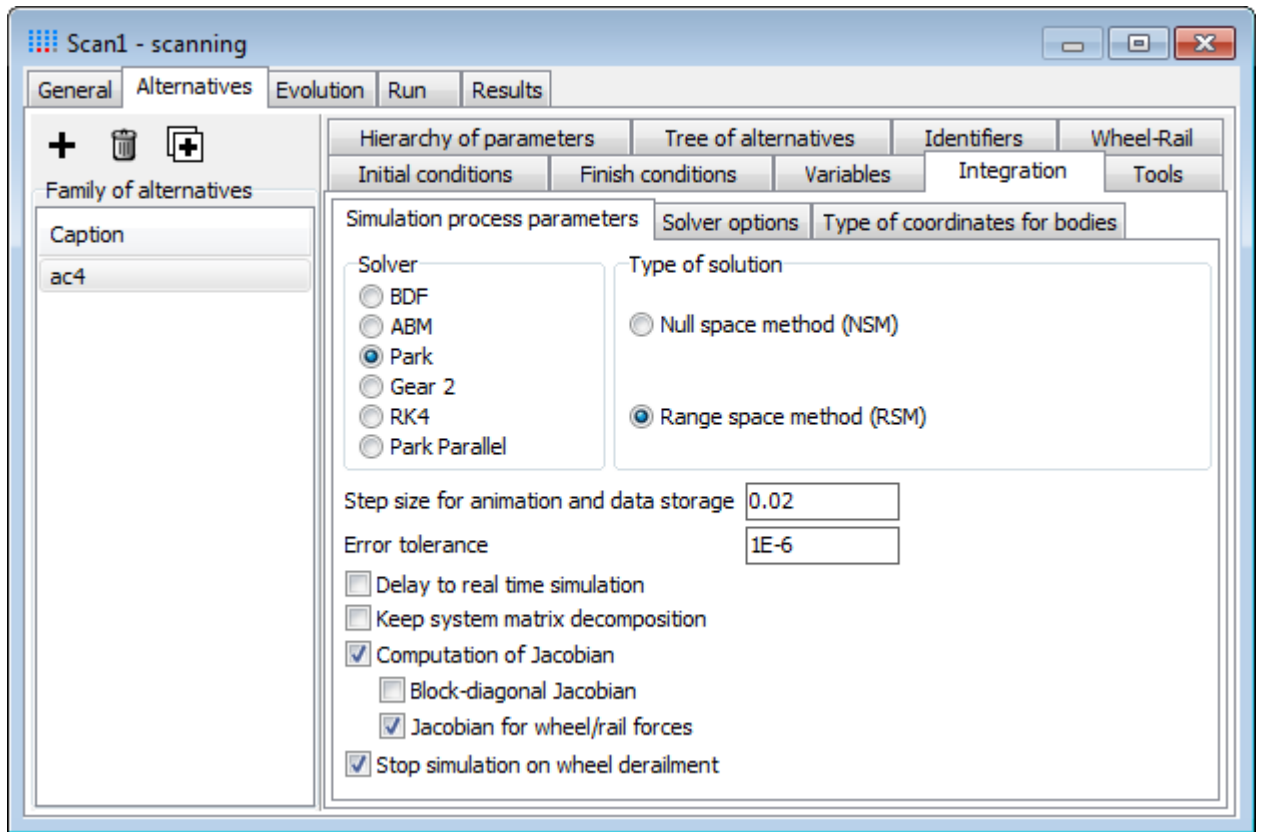 Scan1 - scanning
General Alternatives Evolution Run Results
Hierarchy of parameters Tree of alternatives Identifiers Wheel-Rail
Initial conditions Finish conditions Variables Integration Tools
Family of alternatives
Caption
ac4
Simulation process parameters Solver options Type of coordinates for bodies
Solver
BDF
ABM
Park
Gear 2
RK4
Park Parallel
Type of solution
Null space method (NSM)
Range space method (RSM)
Step size for animation and data storage 0.02
Error tolerance 1E-6
Delay to real time simulation
Keep system matrix decomposition
Computation of Jacobian
Block-diagonal Jacobian
Jacobian for wheel/rail forces
Stop simulation on wheel derailment